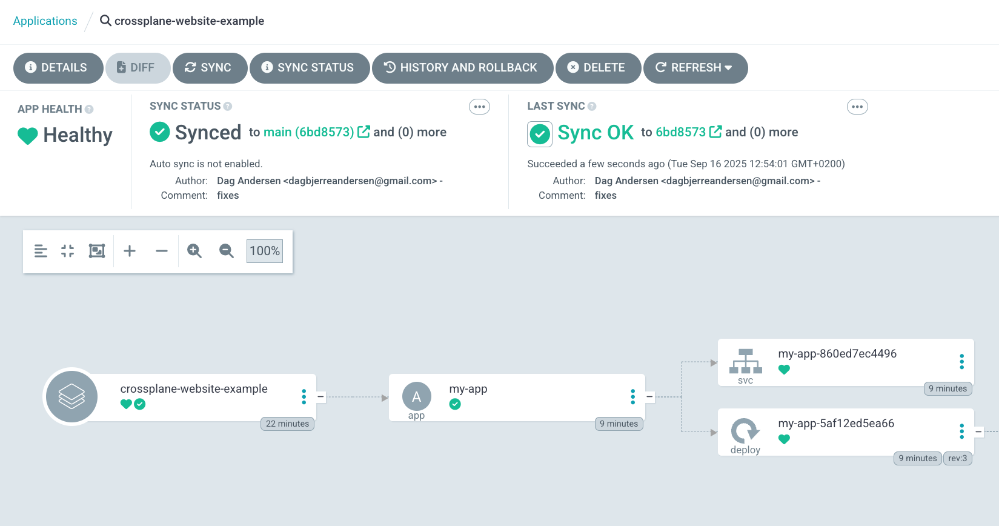 Applications / crossplane-website-example
DETAILS DIFF SYNC SYNC STATUS HISTORY AND ROLLBACK DELETE REFRESH
APP HEALTH
Healthy
SYNC STATUS
Synced to main (6bd8573) and (0) more
Auto sync is not enabled.
Author: Dag Andersen <dagbjerreandersen@gmail.com> -
Comment: fixes
LAST SYNC
Sync OK to 6bd8573 and (0) more
Succeeded a few seconds ago (Tue Sep 16 2025 12:54:01 GMT+0200)
Author: Dag Andersen <dagbjerreandersen@gmail.com> -
Comment: fixes
100%
crossplane-website-example
22 minutes
A
app
my-app
9 minutes
svc
my-app-860ed7ec4496
9 minutes
deploy
my-app-5af12ed5ea66
9 minutes rev:3